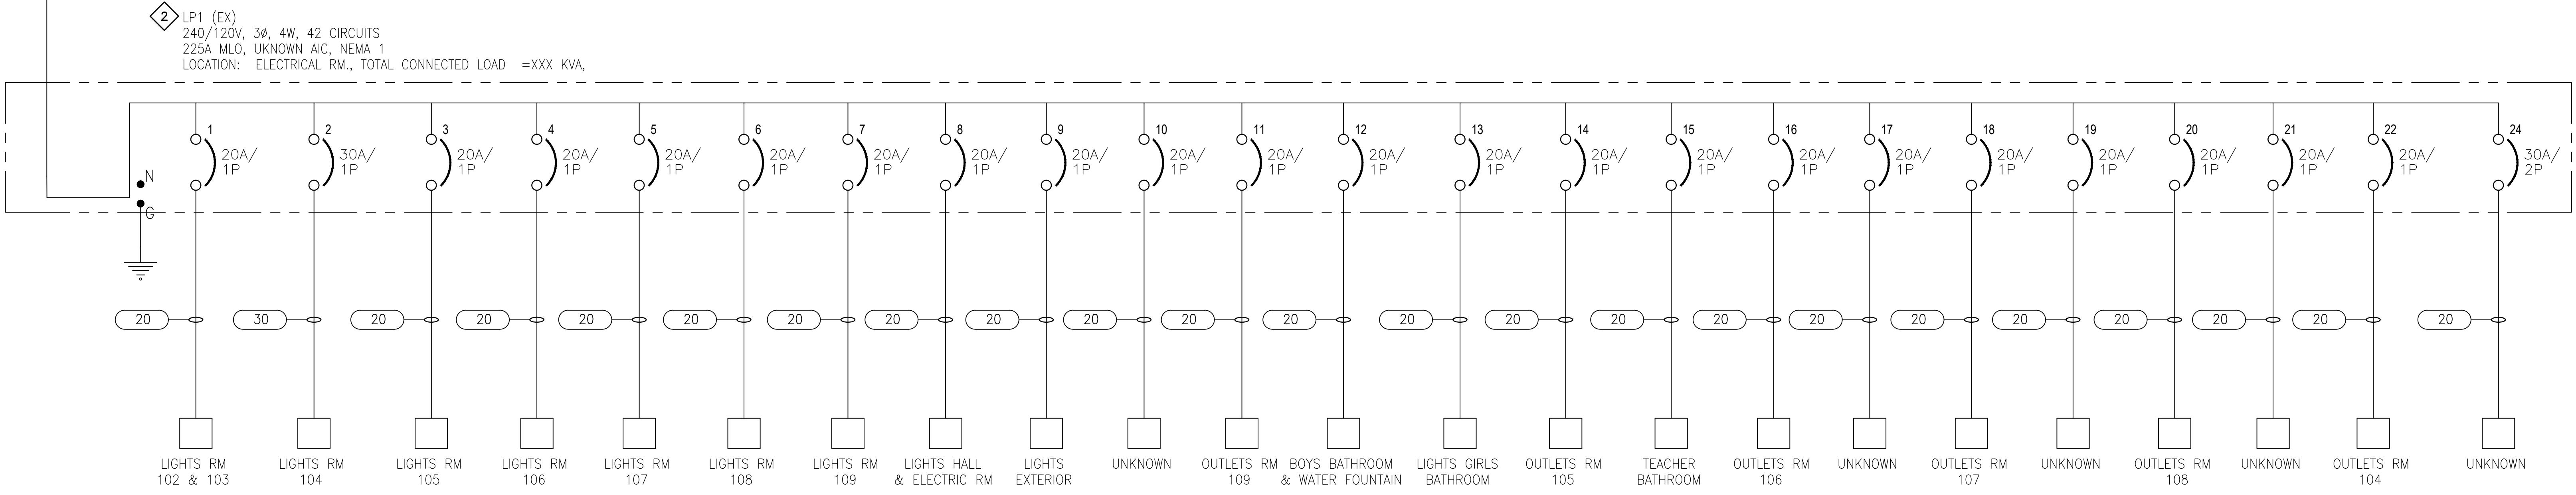 2
LP1 (EX)
240/120V, 3ø, 4W, 42 CIRCUITS
225A MLO, UKNOWN AIC, NEMA 1
LOCATION: ELECTRICAL RM., TOTAL CONNECTED LOAD =XXX KVA,
1 2 3 4 5 6 7 8 9 10 11 12 13 14 15 16 17 18 19 20 21 22 24
20A/ 30A/ 20A/ 20A/ 20A/ 20A/ 20A/ 20A/ 20A/ 20A/ 20A/ 20A/ 20A/ 20A/ 20A/ 20A/ 20A/ 20A/ 20A/ 20A/ 20A/ 20A/ 30A/
1P 1P 1P 1P 1P 1P 1P 1P 1P 1P 1P 1P 1P 1P 1P 1P 1P 1P 1P 1P 1P 1P 2P
N
G
20 30 20 20 20 20 20 20 20 20 20 20 20 20 20 20 20 20 20 20 20 20 20
LIGHTS RM
102 & 103
LIGHTS RM
104
LIGHTS RM
105
LIGHTS RM
106
LIGHTS RM
107
LIGHTS RM
108
LIGHTS RM
109
LIGHTS HALL
& ELECTRIC RM
LIGHTS
EXTERIOR
UNKNOWN
OUTLETS RM
109
BOYS BATHROOM
& WATER FOUNTAIN
LIGHTS GIRLS
BATHROOM
OUTLETS RM
105
TEACHER
BATHROOM
OUTLETS RM
106
UNKNOWN
OUTLETS RM
107
UNKNOWN
OUTLETS RM
108
UNKNOWN
OUTLETS RM
104
UNKNOWN